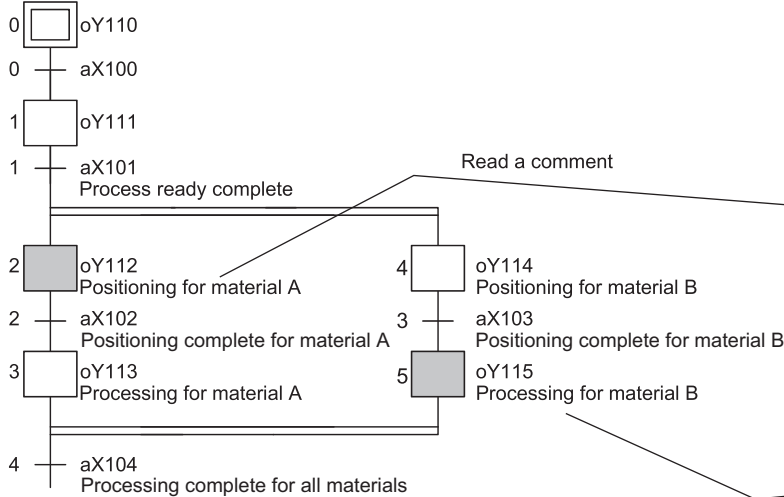 0 oY110
0 aX100
1 oY111
1 aX101
Process ready complete
Read a comment
2 oY112
Positioning for material A
4 oY114
Positioning for material B
2 aX102
Positioning complete for material A
3 aX103
Positioning complete for material B
3 oY113
Processing for material A
5 oY115
Processing for material B
4 aX104
Processing complete for all materials